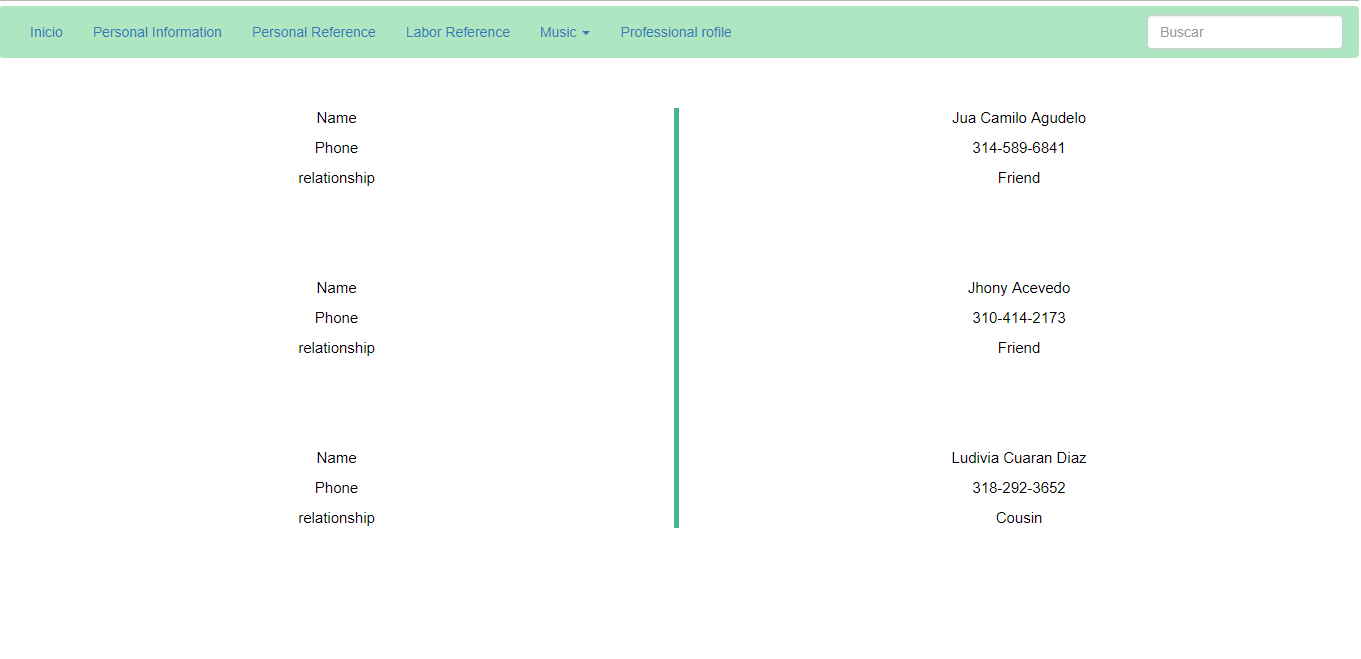 Inicio Personal Information Personal Reference Labor Reference Music Professional rofile Buscar
Name Jua Camilo Agudelo
Phone 314-589-6841
relationship Friend
Name Jhony Acevedo
Phone 310-414-2173
relationship Friend
Name Ludivia Cuaran Diaz
Phone 318-292-3652
relationship Cousin